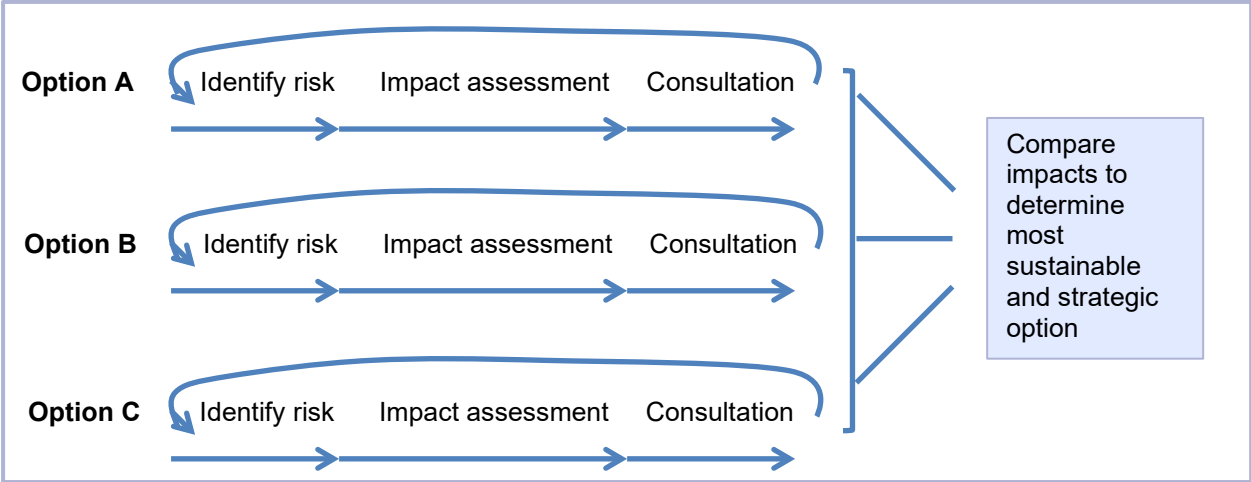 Option A Identify risk Impact assessment Consultation
Option B Identify risk Impact assessment Consultation
Option C Identify risk Impact assessment Consultation
Compare
impacts to
determine
most
sustainable
and strategic
option